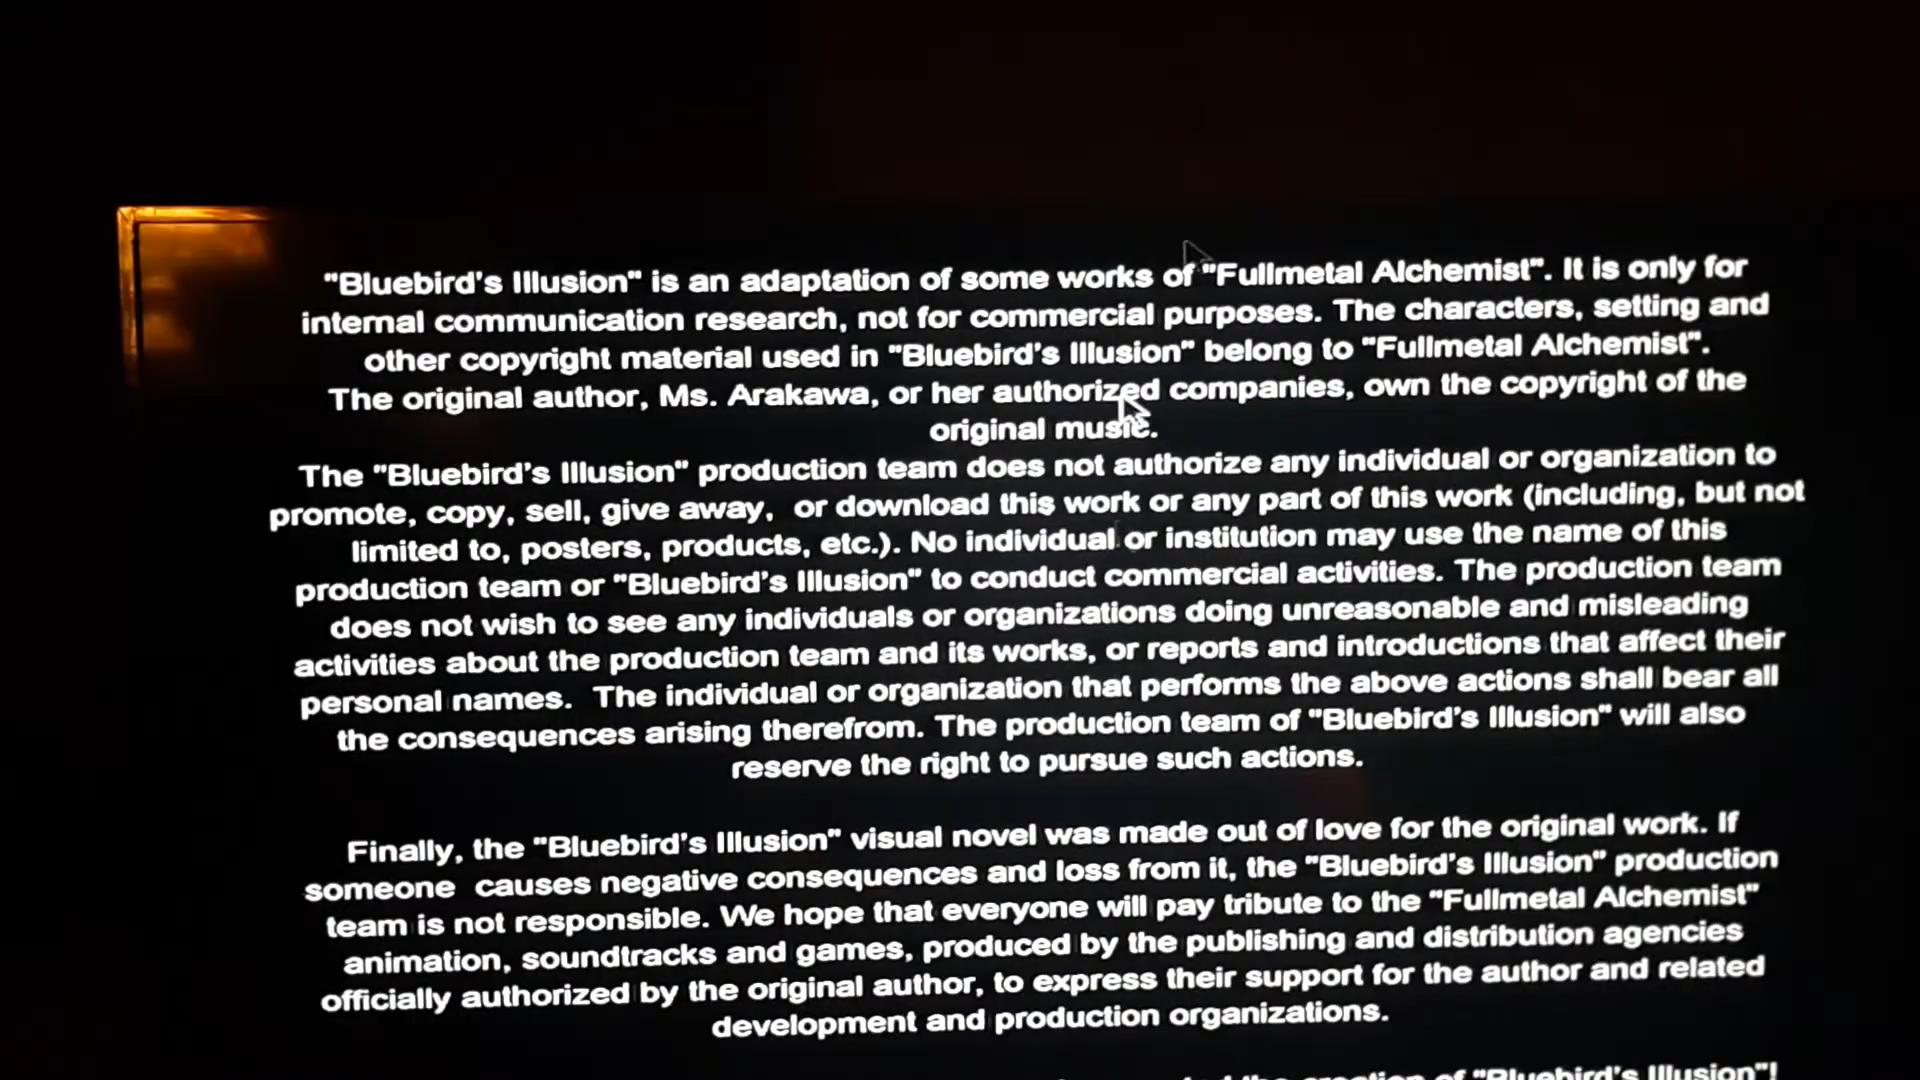 "Bluebird's Illusion" is an adaptation of some works of "Fullmetal Alchemist". It is only for
internal communication research, not for commercial purposes. The characters, setting and
other copyright material used in "Bluebird's Illusion" belong to "Fullmetal Alchemist".
The original author, Ms. Arakawa, or her authorized companies, own the copyright of the
original music.
The "Bluebird's Illusion" production team does not authorize any individual or organization to
promote, copy, sell, give away,  or download this work or any part of this work (including, but not
limited to, posters, products, etc.). No individual or institution may use the name of this
production team or "Bluebird's Illusion" to conduct commercial activities. The production team
does not wish to see any individuals or organizations doing unreasonable and misleading
activities about the production team and its works, or reports and introductions that affect their
personal names.  The individual or organization that performs the above actions shall bear all
the consequences arising therefrom. The production team of "Bluebird's Illusion" will also
reserve the right to pursue such actions.
Finally, the "Bluebird's Illusion" visual novel was made out of love for the original work. If
someone  causes negative consequences and loss from it, the "Bluebird's Illusion" production
team is not responsible. We hope that everyone will pay tribute to the "Fullmetal Alchemist"
animation, soundtracks and games, produced by the publishing and distribution agencies
officially authorized by the original author, to express their support for the author and related
development and production organizations.
the creation of "Bluebird's Illusion"!